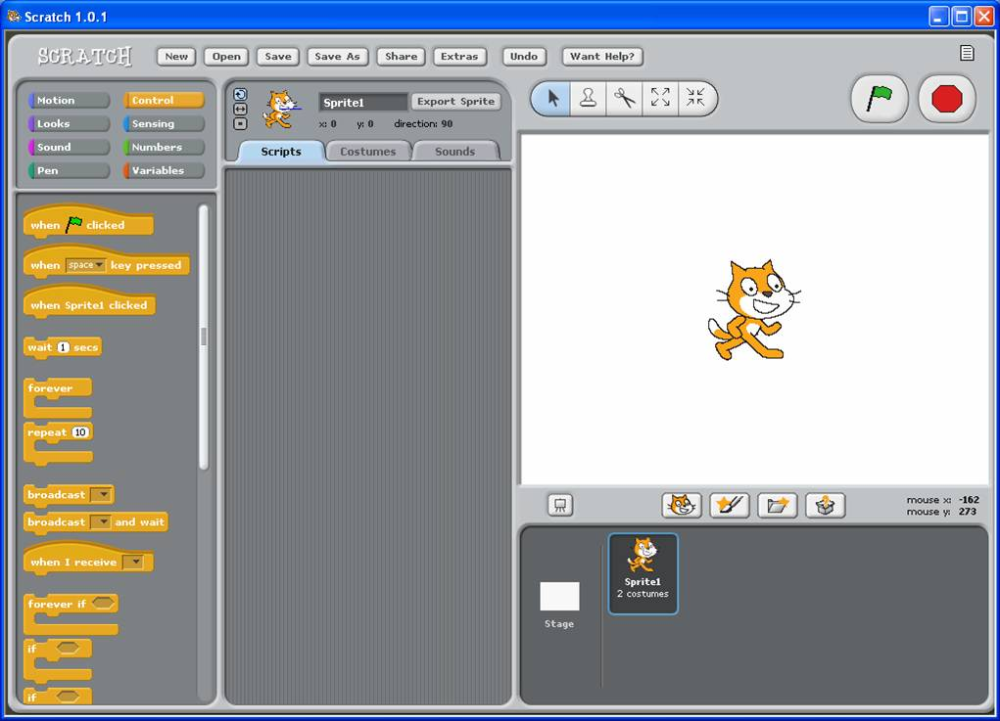 Scratch 1.0.1
SCRATCH
New
Open
Save
Save As
Share
Extras
Undo
Want Help?
Motion
Control
Looks
Sensing
Sound
Numbers
Pen
Variables
Sprite1
Export Sprite
x: 0 y: 0 direction: 90
Scripts
Costumes
Sounds
when clicked
when space key pressed
when Sprite1 clicked
wait 1 secs
forever
repeat 10
broadcast
broadcast and wait
when I receive
forever if
if
if
mouse x: -162
mouse y: 273
Stage
Sprite1
2 costumes